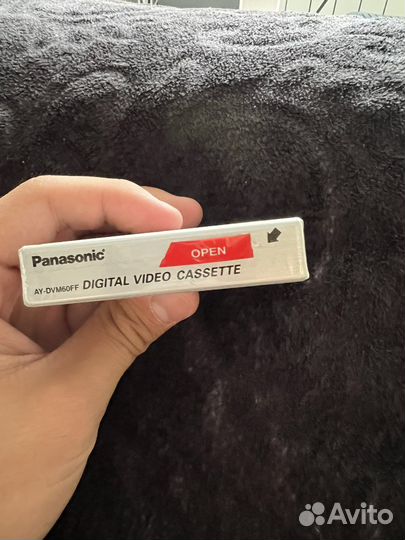 Panasonic
OPEN
AY-DVM60FF DIGITAL VIDEO CASSETTE
Avito